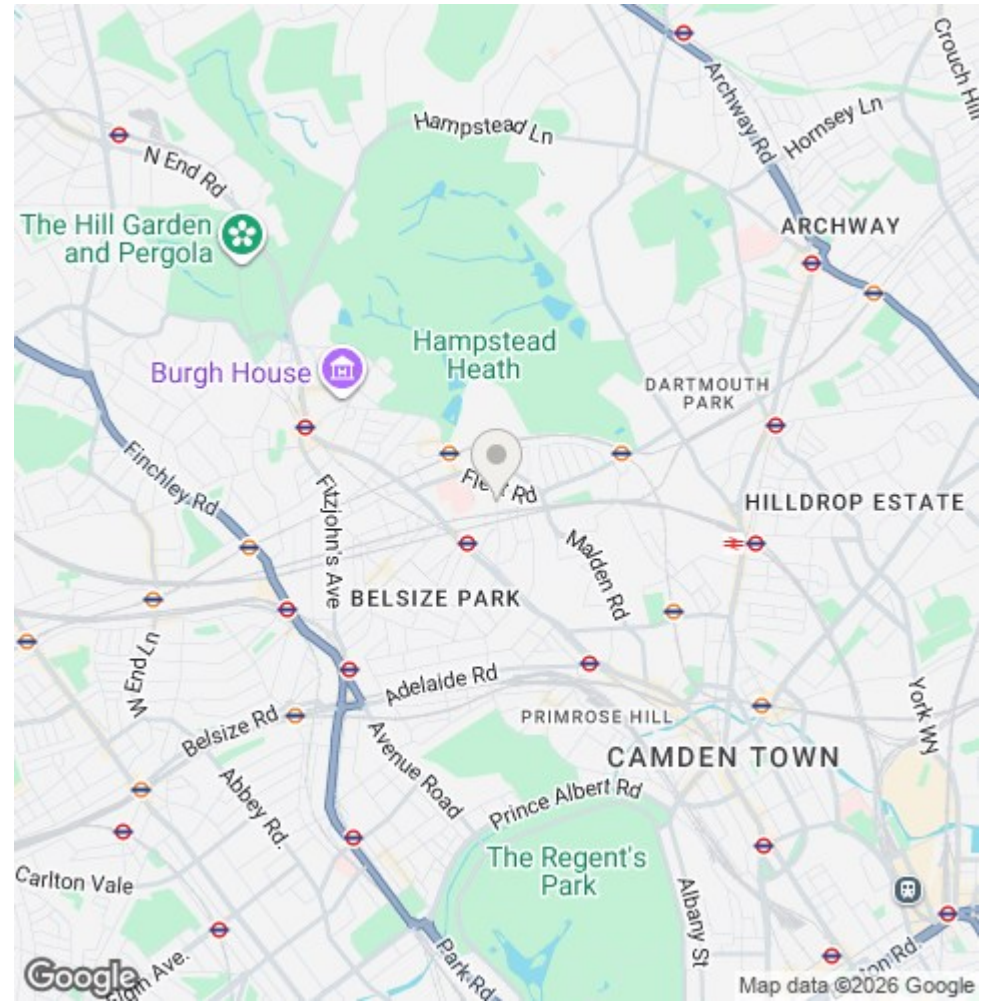 Crouch Hill
Archway Rd
Hornsey Ln
Hampstead Ln
N End Rd
The Hill Garden
and Pergola
ARCHWAY
Hampstead
Heath
Burgh House
DARTMOUTH
PARK
Finchley Rd
Fitzjohn's Ave
HILLDROP ESTATE
Malden Rd
BELSIZE PARK
W End Ln
Adelaide Rd
York Wy
Belsize Rd
PRIMROSE HILL
Avenue Road
CAMDEN TOWN
Abbey Rd.
Prince Albert Rd
The Regent's
Park
Carlton Vale
Albany St
Park Rd
Google
Map data ©2026 Google